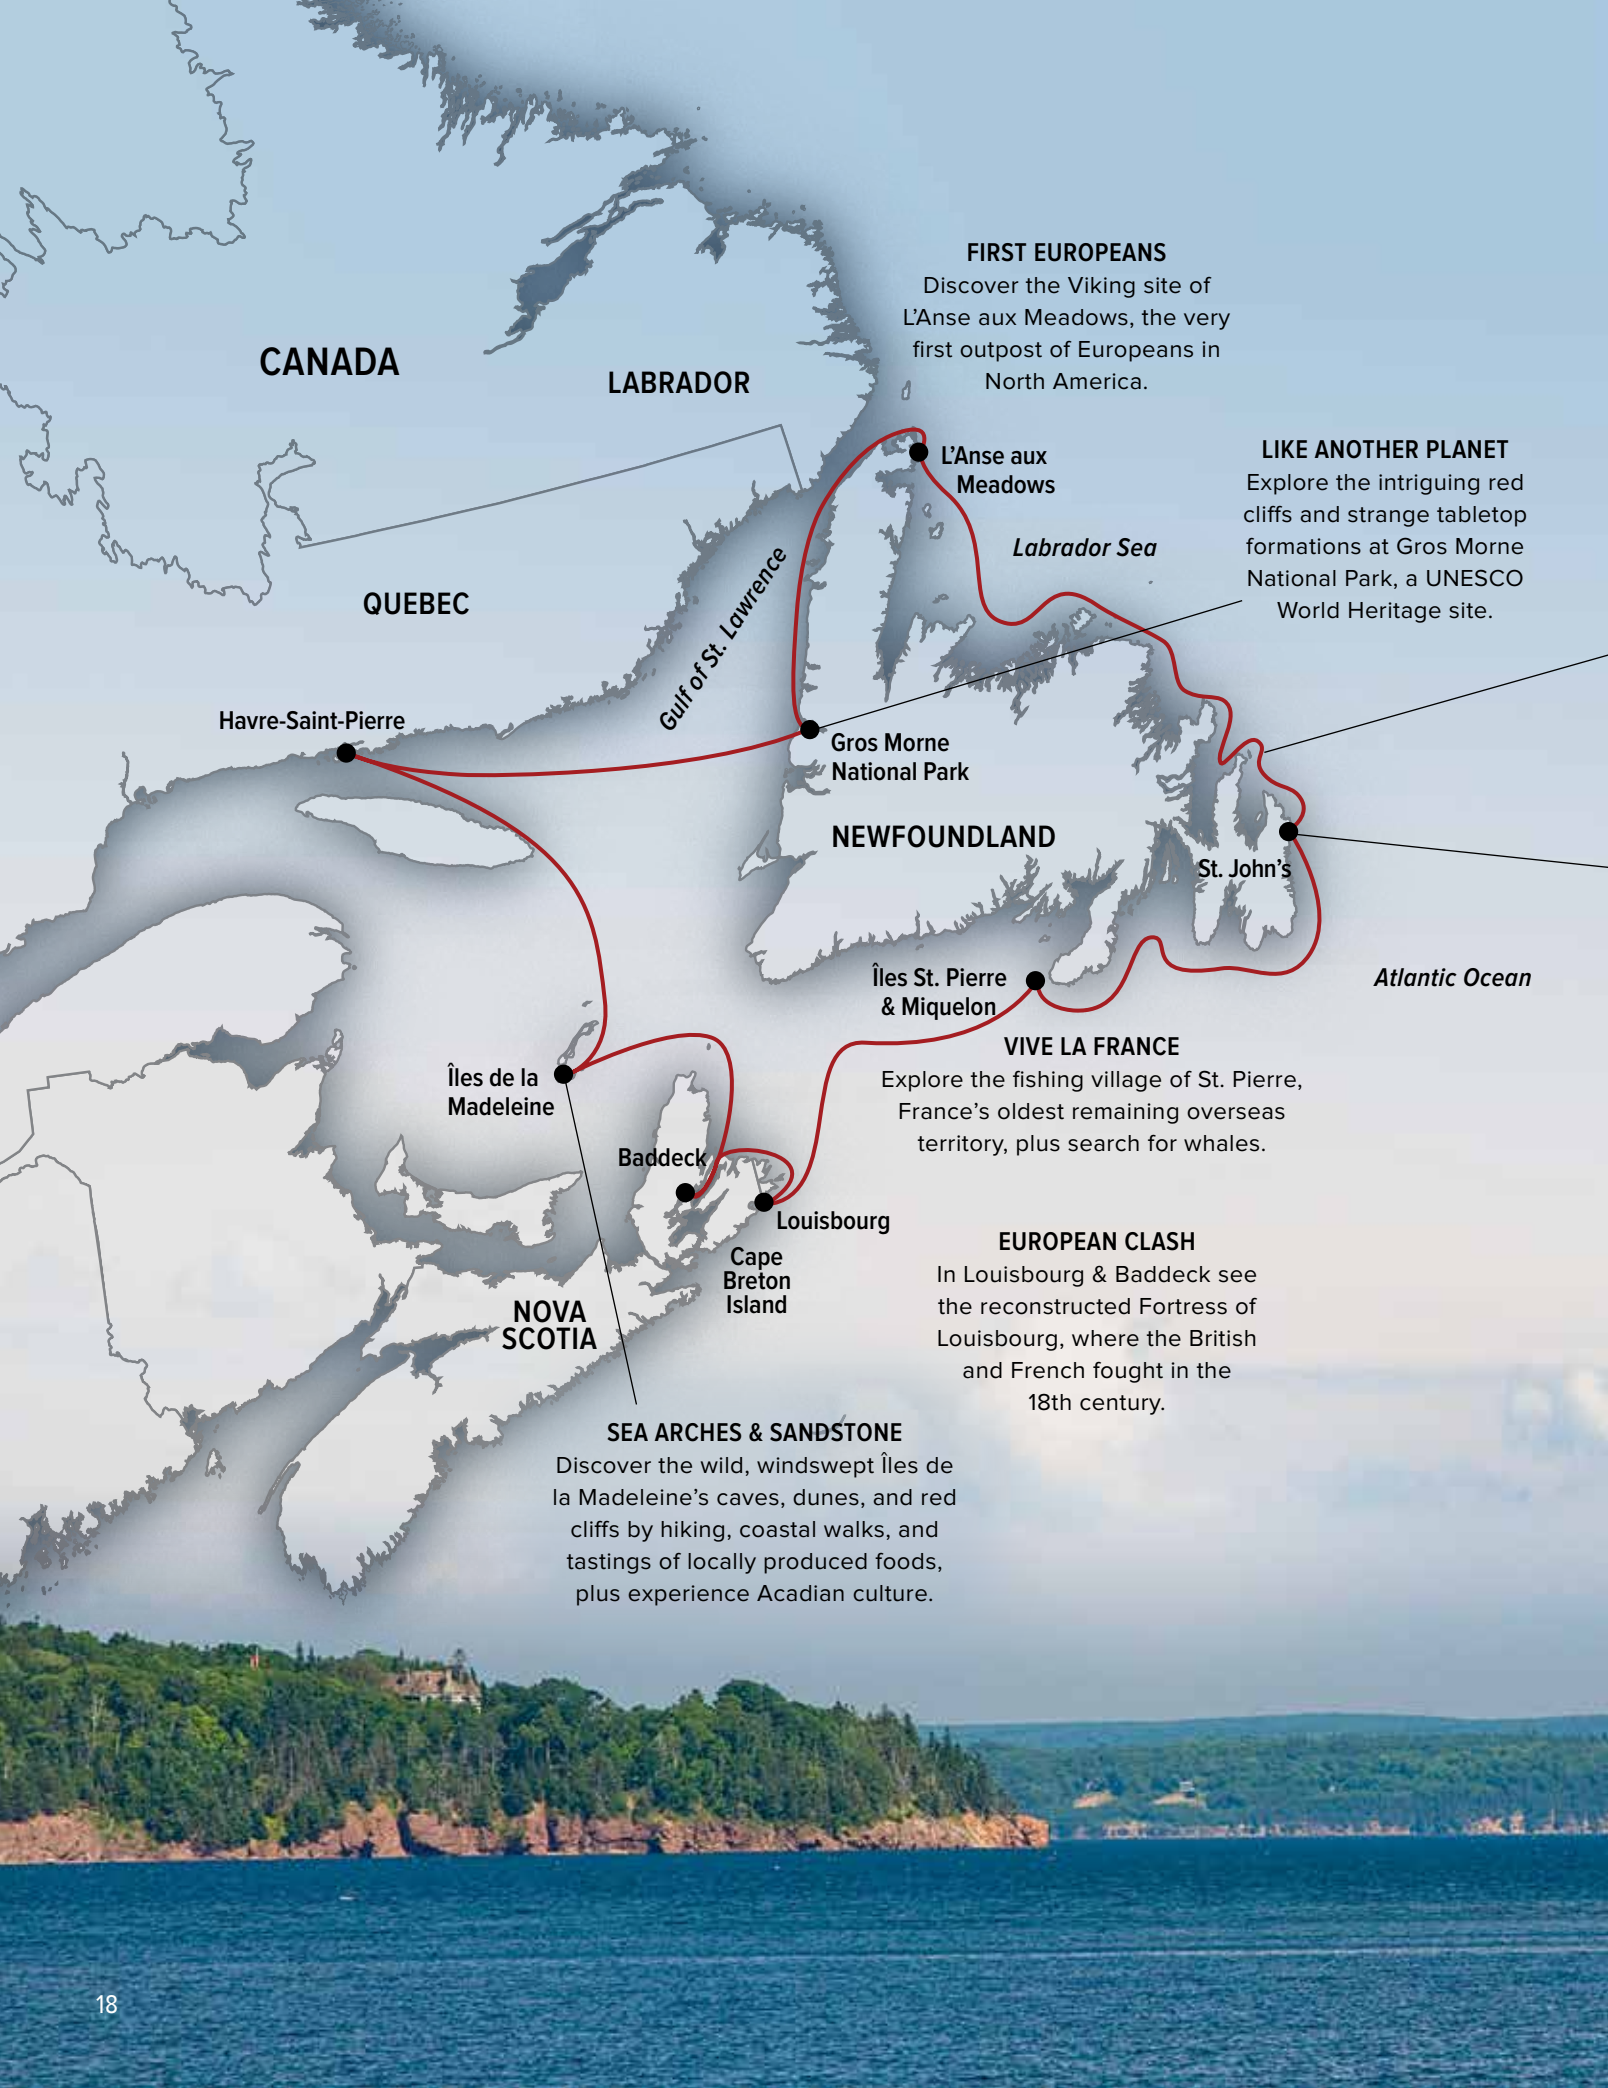 FIRST EUROPEANS
Discover the Viking site of
L’Anse aux Meadows, the very
first outpost of Europeans in
North America.
CANADA
LABRADOR
L’Anse aux
Meadows
LIKE ANOTHER PLANET
Explore the intriguing red
cliffs and strange tabletop
formations at Gros Morne
National Park, a UNESCO
World Heritage site.
Labrador Sea
QUEBEC
Gulf of St. Lawrence
Havre-Saint-Pierre
Gros Morne
National Park
NEWFOUNDLAND
St. John’s
Îles St. Pierre
& Miquelon
Atlantic Ocean
VIVE LA FRANCE
Explore the fishing village of St. Pierre,
France’s oldest remaining overseas
territory, plus search for whales.
Îles de la
Madeleine
Baddeck
Louisbourg
Cape
Breton
Island
NOVA
SCOTIA
EUROPEAN CLASH
In Louisbourg & Baddeck see
the reconstructed Fortress of
Louisbourg, where the British
and French fought in the
18th century.
SEA ARCHES & SANDSTONE
Discover the wild, windswept Îles de
la Madeleine’s caves, dunes, and red
cliffs by hiking, coastal walks, and
tastings of locally produced foods,
plus experience Acadian culture.
18